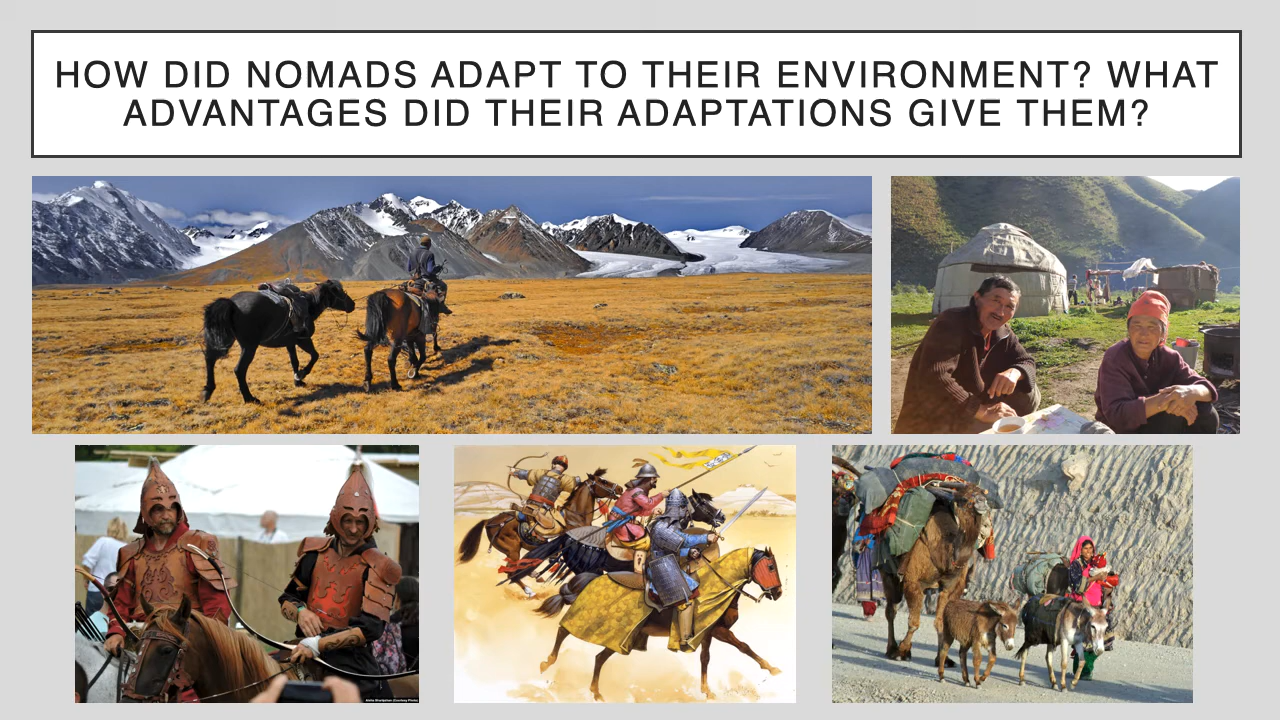 HOW DID NOMADS ADAPT TO THEIR ENVIRONMENT? WHAT
ADVANTAGES DID THEIR ADAPTATIONS GIVE THEM?